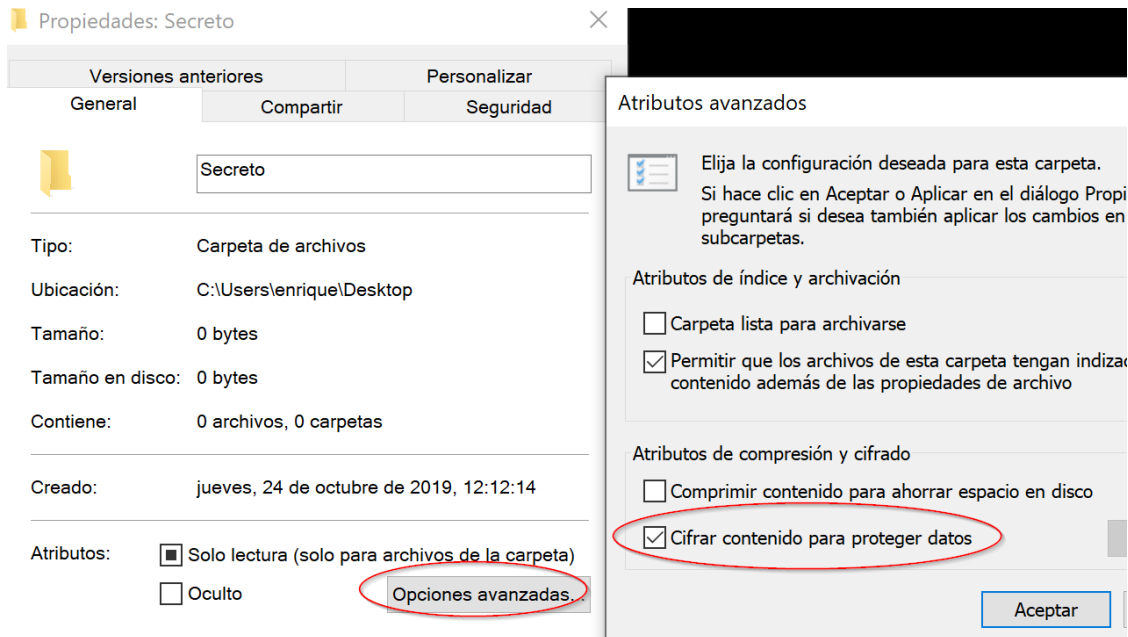 Propiedades: Secreto
Versiones anteriores
Personalizar
General
Compartir
Seguridad
Secreto
Tipo:
Carpeta de archivos
Ubicación:
C:\Users\enrique\Desktop
Tamaño:
0 bytes
Tamaño en disco:
0 bytes
Contiene:
0 archivos, 0 carpetas
Creado:
jueves, 24 de octubre de 2019, 12:12:14
Atributos:
Solo lectura (solo para archivos de la carpeta)
Oculto
Opciones avanzadas...
Atributos avanzados
Elija la configuración deseada para esta carpeta.
Si hace clic en Aceptar o Aplicar en el diálogo Propi
preguntará si desea también aplicar los cambios en
subcarpetas.
Atributos de índice y archivación
Carpeta lista para archivarse
Permitir que los archivos de esta carpeta tengan indizac
contenido además de las propiedades de archivo
Atributos de compresión y cifrado
Comprimir contenido para ahorrar espacio en disco
Cifrar contenido para proteger datos
Aceptar